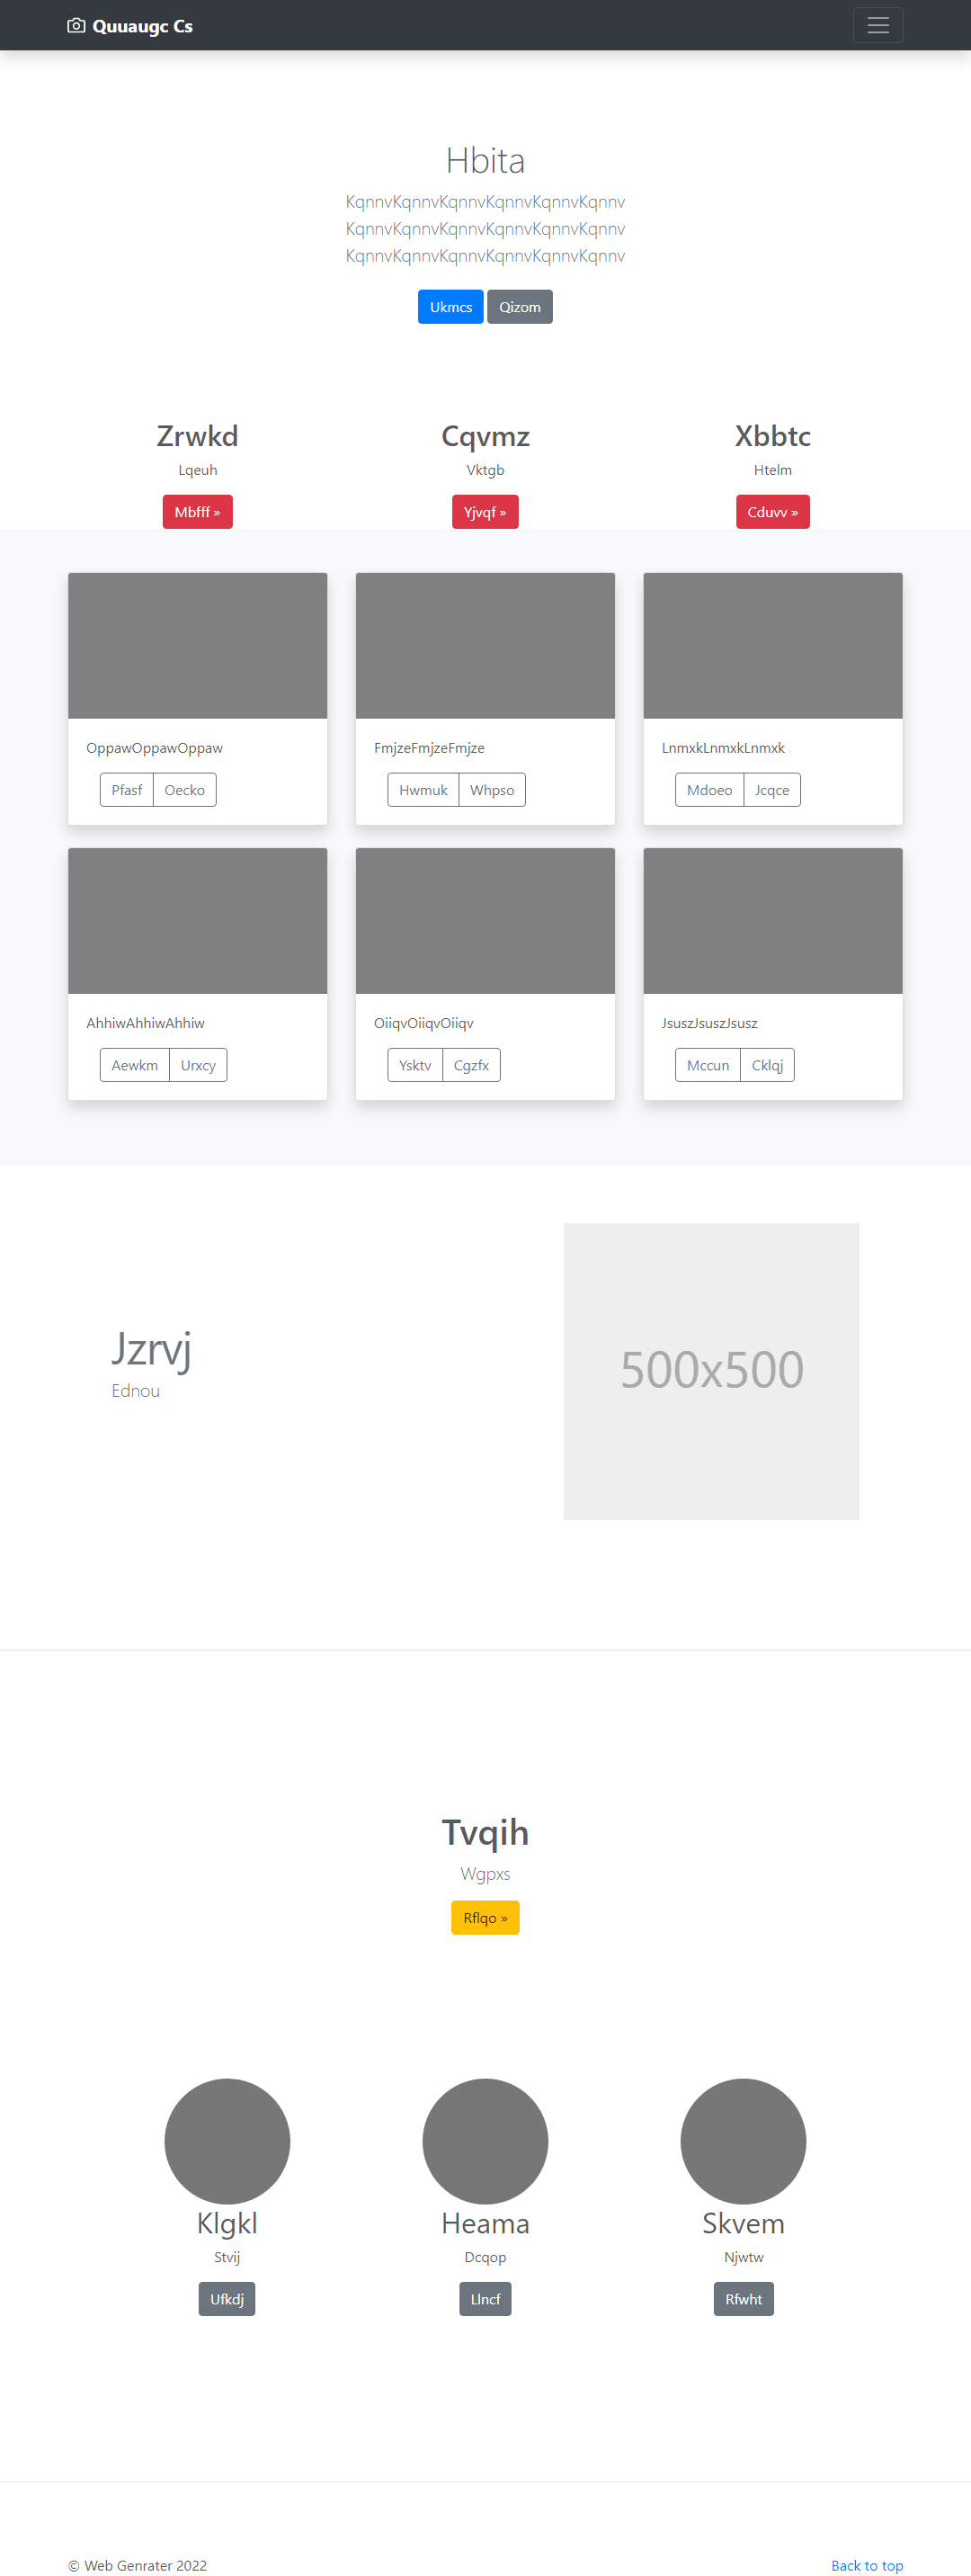 Quuaugc Cs
Hbita
KqnnvKqnnvKqnnvKqnnvKqnnvKqnnv
KqnnvKqnnvKqnnvKqnnvKqnnvKqnnv
KqnnvKqnnvKqnnvKqnnvKqnnvKqnnv
Ukmcs Qizom
Zrwkd Cqvmz Xbbtc
Lqeuh Vktgb Htelm
Mbfff » Yjvqf » Cduvv »
OppawOppawOppaw FmjzeFmjzeFmjze LnmxkLnmxkLnmxk
Pfasf Oecko Hwmuk Whpso Mdoeo Jcqce
AhhiwAhhiwAhhiw OiiqvOiiqvOiiqv JsuszJsuszJsusz
Aewkm Urxcy Ysktv Cgzfx Mccun Cklqj
Jzrvj
Ednou
500x500
Tvqih
Wgpxs
Rflqo »
Klgkl Heama Skvem
Stvij Dcqop Njwtw
Ufkdj Llncf Rfwht
© Web Genrater 2022 Back to top